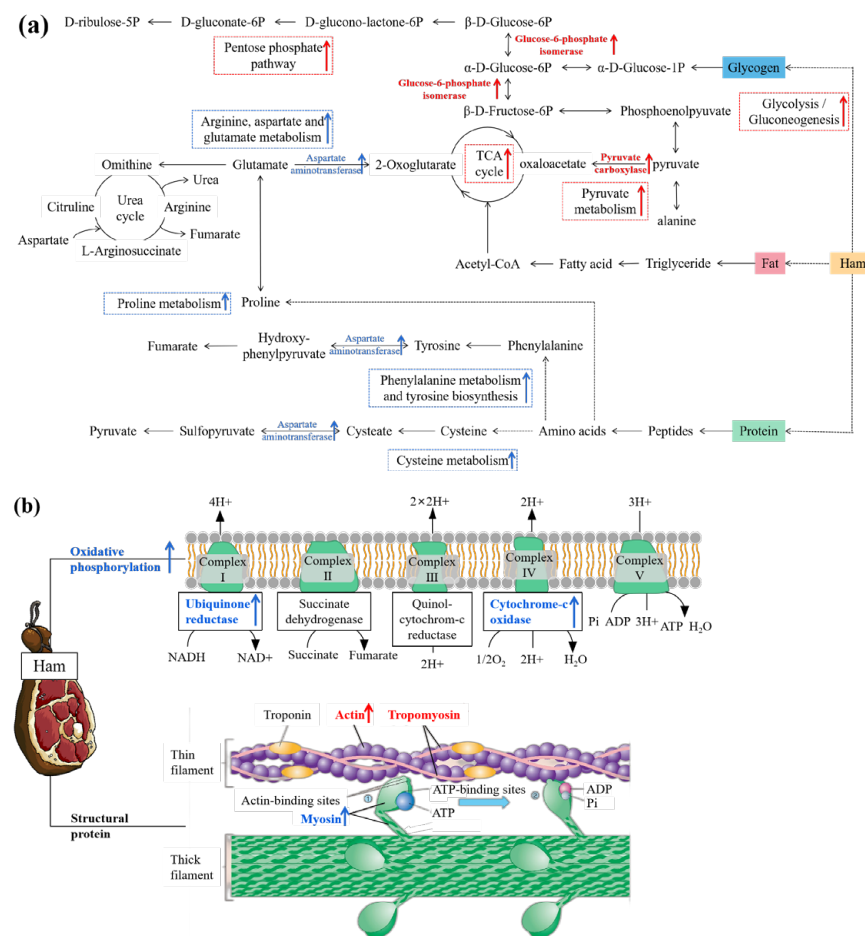 (a)
D-ribulose-5P
D-gluconate-6P
D-glucono-lactone-6P
β-D-Glucose-6P
Pentose phosphate
pathway
Glucose-6-phosphate
isomerase
α-D-Glucose-6P
α-D-Glucose-1P
Glycogen
Glucose-6-phosphate
isomerase
β-D-Fructose-6P
Phosphoenolpyuvate
Glycolysis /
Gluconeogenesis
Arginine, aspartate and
glutamate metabolism
Ornithine
Glutamate
Aspartate
aminotransferase
2-Oxoglutarate
TCA
cycle
oxaloacetate
Pyruvate
carboxylase
pyruvate
Urea
Citruline
Urea
cycle
Arginine
Pyruvate
metabolism
alanine
Aspartate
Fumarate
L-Arginosuccinate
Acetyl-CoA
Fatty acid
Triglyceride
Fat
Ham
Proline metabolism
Proline
Fumarate
Hydroxy-
phenylpyruvate
Aspartate
aminotransferase
Tyrosine
Phenylalanine
Phenylalanine metabolism
and tyrosine biosynthesis
Pyruvate
Sulfopyruvate
Aspartate
aminotransferase
Cysteate
Cysteine
Amino acids
Peptides
Protein
Cysteine metabolism
(b)
4H+
2×2H+
2H+
3H+
Oxidative
phosphorylation
Complex
I
Complex
II
Complex
III
Complex
IV
Complex
V
Ubiquinone
reductase
Succinate
dehydrogenase
Quinol-
cytochrom-c
reductase
Cytochrome-c
oxidase
Pi
ADP
3H+
ATP
H₂O
NADH
NAD+
Succinate
Fumarate
2H+
1/2O₂
2H+
H₂O
Ham
Troponin
Actin
Tropomyosin
Thin
filament
Actin-binding sites
①
ATP-binding sites
②
ADP
Pi
ATP
Myosin
Structural
protein
Thick
filament